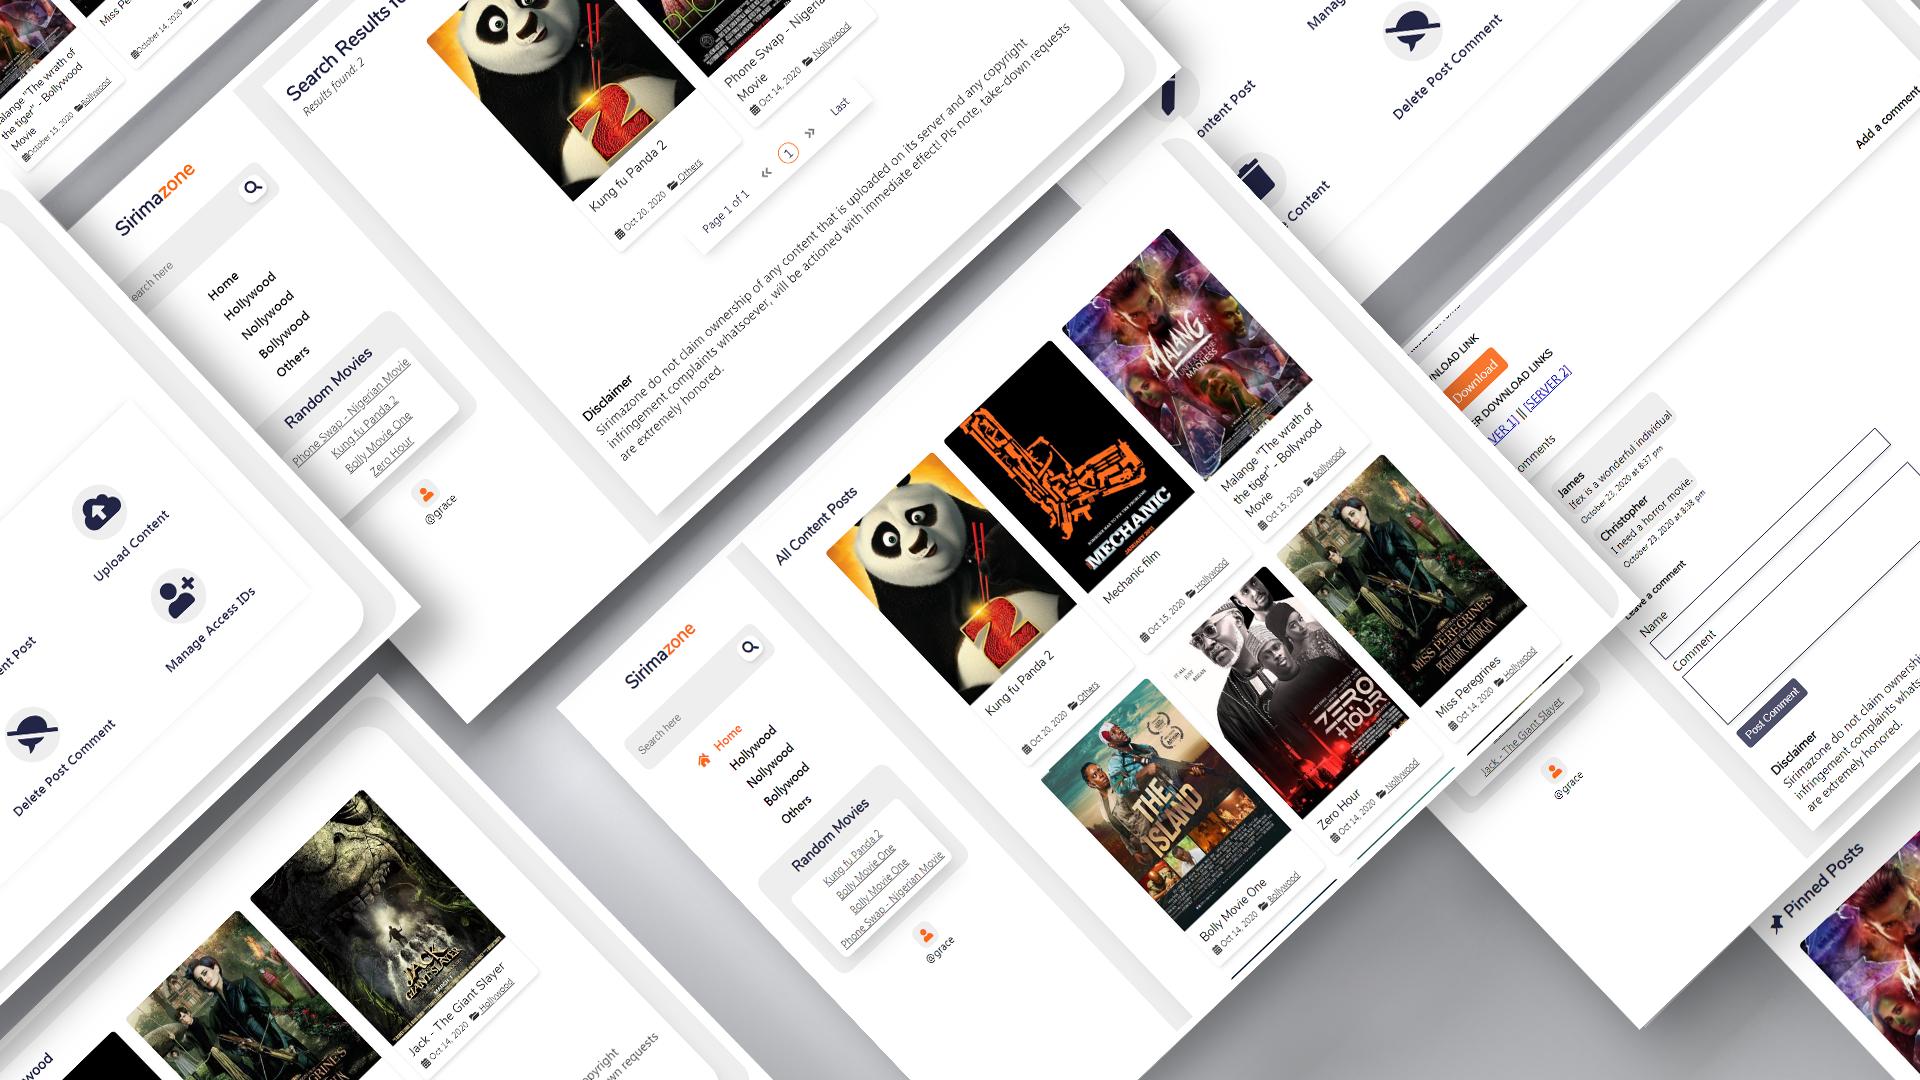 Miss Pe
October 14, 2020
alange "The wrath of
the tiger" - Bollywood
Movie
October 15, 2020 Bollywood
Search Results fo
Results found: 2
Kung fu Panda 2
Oct 20, 2020 Others
Phone Swap - Nigeria
Movie
Oct 14, 2020 Nollywood
Page 1 of 1 « 1 » Last
Disclaimer
Sirimazone do not claim ownership of any content that is uploaded on its server and any copyright
infringement complaints whatsoever, will be actioned with immediate effect! Pls note, take-down requests
are extremely honored.
Sirimazone
earch here
Home
Hollywood
Nollywood
Bollywood
Others
Random Movies
Phone Swap - Nigerian Movie
Kung fu Panda 2
Bolly Movie One
Zero Hour
@grace
Upload Content
Manage Access IDs
ent Post
Delete Post Comment
Manag
Delete Post Comment
ontent Post
Content
Add a comment
Sirimazone
Search here
Home
Hollywood
Nollywood
Bollywood
Others
Random Movies
Kung fu Panda 2
Bolly Movie One
Bolly Movie One
Phone Swap - Nigerian Movie
@grace
All Content Posts
2
Kung fu Panda 2
Oct 20, 2020 Others
MECHANIC
Mechanic film
Oct 15, 2020 Hollywood
MALANG
UNLEASH THE
MADNESS
Malange "The wrath of
the tiger" - Bollywood
Movie
Oct 15, 2020 Bollywood
THE
ISLAND
Bolly Movie One
Oct 14, 2020 Bollywood
IT ALL
JUST
BEGAN
ZERO
HOUR
Zero Hour
Oct 14, 2020 Nollywood
MISS PEREGRINE'S
PECULIAR CHILDREN
Miss Peregrines
Oct 14, 2020 Hollywood
WNLOAD LINK
Download
ER DOWNLOAD LINKS
VER 1] || [SERVER 2]
omments
James
Ifex is a wonderful individual
October 23, 2020 at 8:37 pm
Christopher
I need a horror movie.
October 23, 2020 at 8:38 pm
Leave a comment
Name
Comment
Post Comment
Disclaimer
Sirimazone do not claim ownership
infringement complaints whats
are extremely honored.
Jack - The Giant Slayer
@grace
Pinned Posts
JACK
GIANT SLAYER
Jack - The Giant Slayer
Oct 14, 2020 Hollywood
wood
opyright
own requests